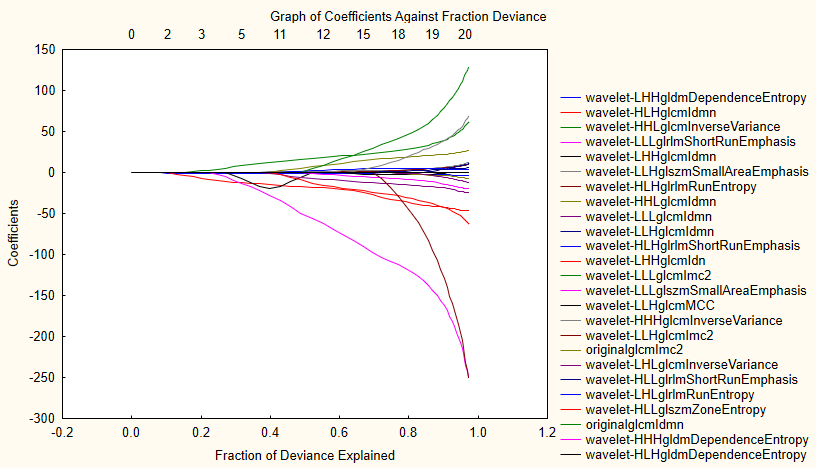 Graph of Coefficients Against Fraction Deviance
0 2 3 5 11 12 15 18 19 20
150
100
50
0
-50
-100
-150
-200
-250
-300
-0.2 0.0 0.2 0.4 0.6 0.8 1.0 1.2
Coefficients
Fraction of Deviance Explained
wavelet-LHHgldmDependenceEntropy
wavelet-HLHglcmIdmn
wavelet-HHLglcmInverseVariance
wavelet-LLLglrlmShortRunEmphasis
wavelet-LHHglcmIdmn
wavelet-LLHglszmSmallAreaEmphasis
wavelet-HLHglrlmRunEntropy
wavelet-HHLglcmIdmn
wavelet-LLLglcmIdmn
wavelet-LLHglcmIdmn
wavelet-HLHglrlmShortRunEmphasis
wavelet-LHHglcmIdn
wavelet-LLLglcmImc2
wavelet-LLLglszmSmallAreaEmphasis
wavelet-LLHglcmMCC
wavelet-HHHglcmInverseVariance
wavelet-LLHglcmImc2
originalglcmImc2
wavelet-LHLglcmInverseVariance
wavelet-HLLglrlmShortRunEmphasis
wavelet-LHLglrlmRunEntropy
wavelet-HLLglszmZoneEntropy
originalglcmIdmn
wavelet-HHHgldmDependenceEntropy
wavelet-HLHgldmDependenceEntropy